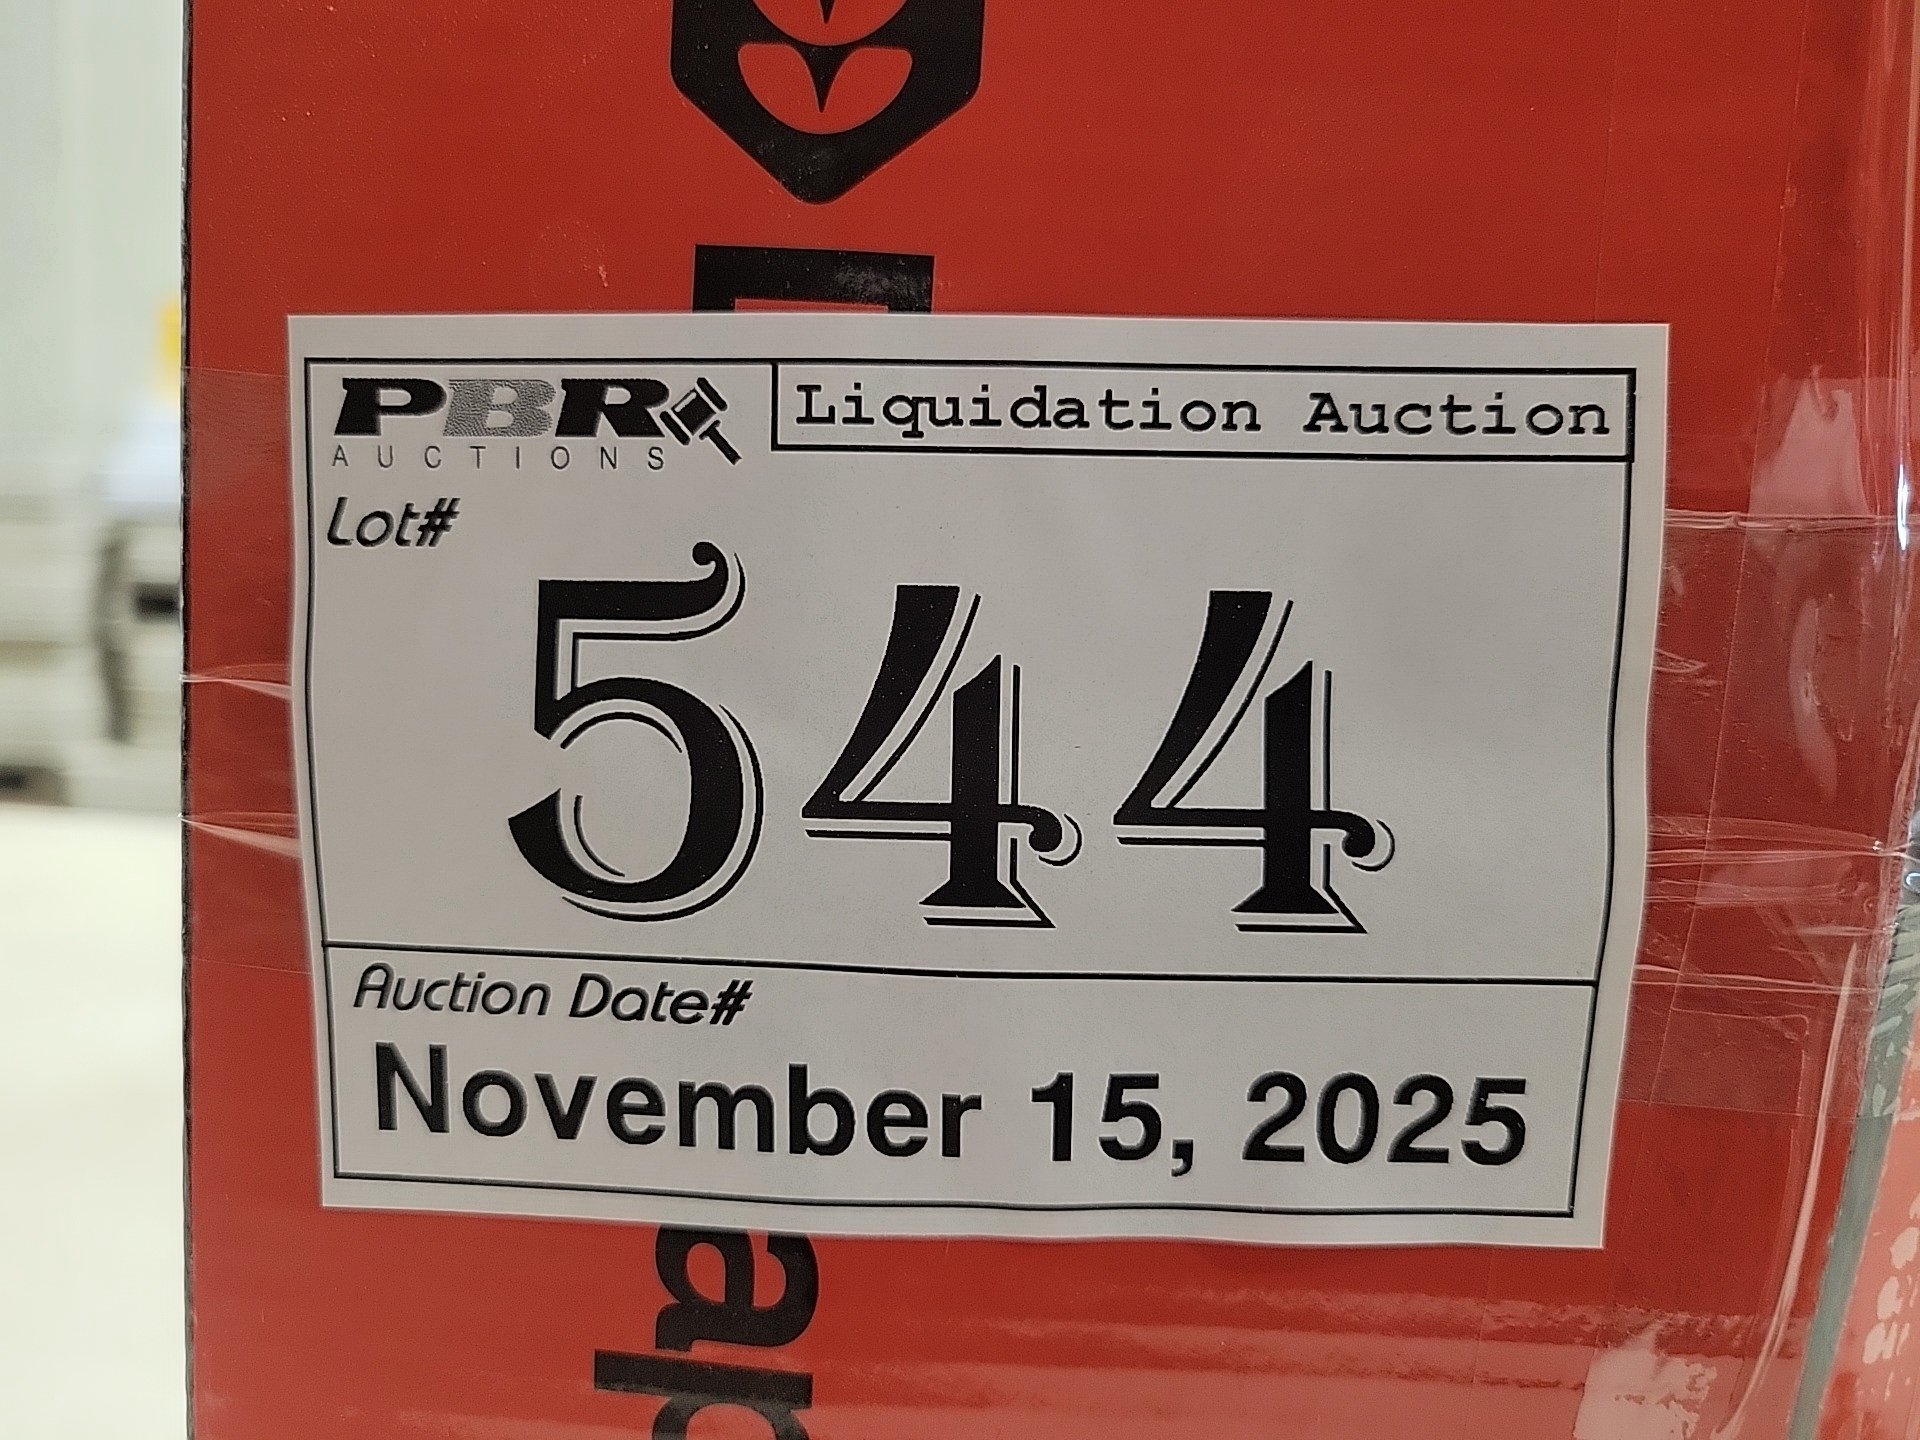 PBR
AUCTIONS
Liquidation Auction
Lot#
544
Auction Date#
November 15, 2025